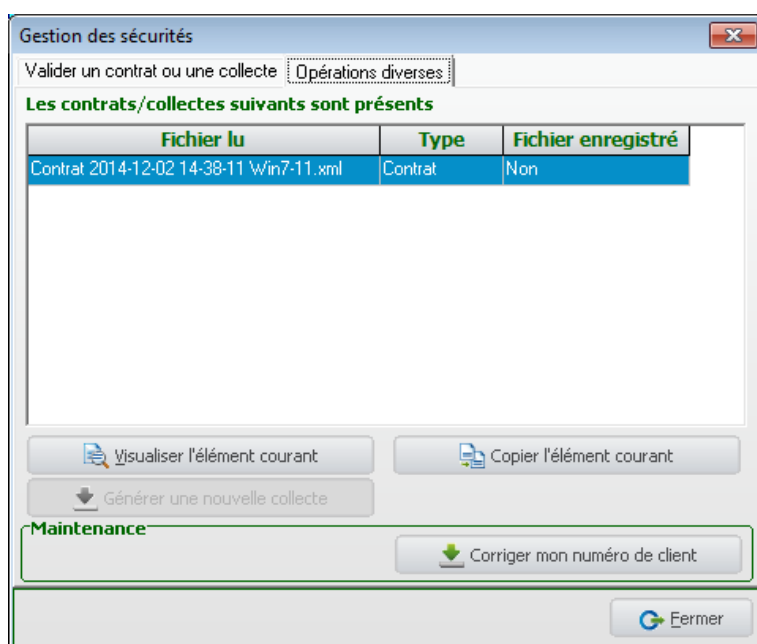 Gestion des sécurités
Valider un contrat ou une collecte Opérations diverses
Les contrats/collectes suivants sont présents
Fichier lu Type Fichier enregistré
Contrat 2014-12-02 14-38-11 Win7-11.xml Contrat Non
Visualiser l'élément courant Copier l'élément courant
Générer une nouvelle collecte
Maintenance
Corriger mon numéro de client
Fermer